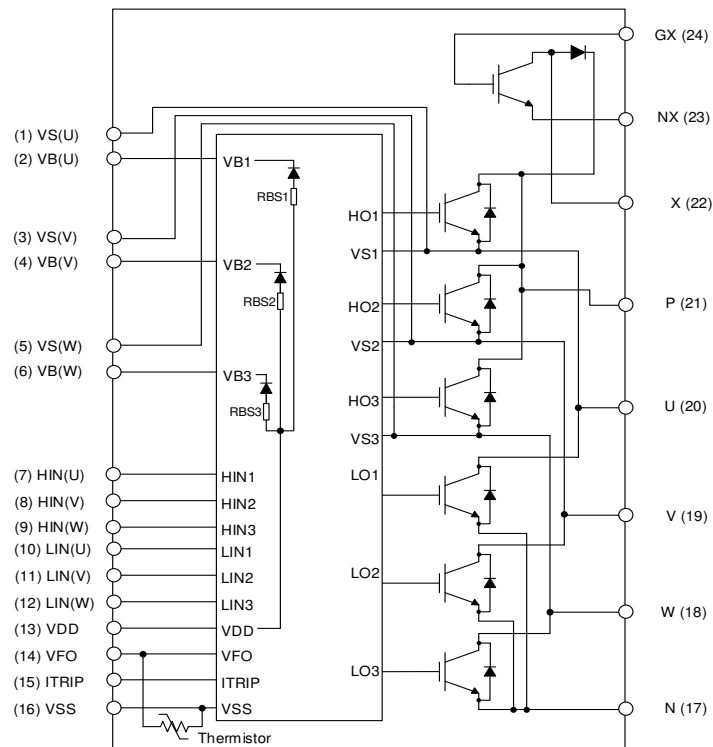 GX (24)
NX (23)
(1) VS(U)
(2) VB(U)
VB1
RBS1
X (22)
HO1
(3) VS(V)
VS1
(4) VB(V)
VB2
RBS2
HO2
P (21)
(5) VS(W)
VS2
(6) VB(W)
VB3
RBS3
HO3
U (20)
VS3
(7) HIN(U)
HIN1
LO1
(8) HIN(V)
HIN2
V (19)
(9) HIN(W)
HIN3
(10) LIN(U)
LIN1
(11) LIN(V)
LIN2
LO2
(12) LIN(W)
LIN3
W (18)
(13) VDD
VDD
(14) VFO
VFO
(15) ITRIP
ITRIP
LO3
(16) VSS
VSS
N (17)
Thermistor